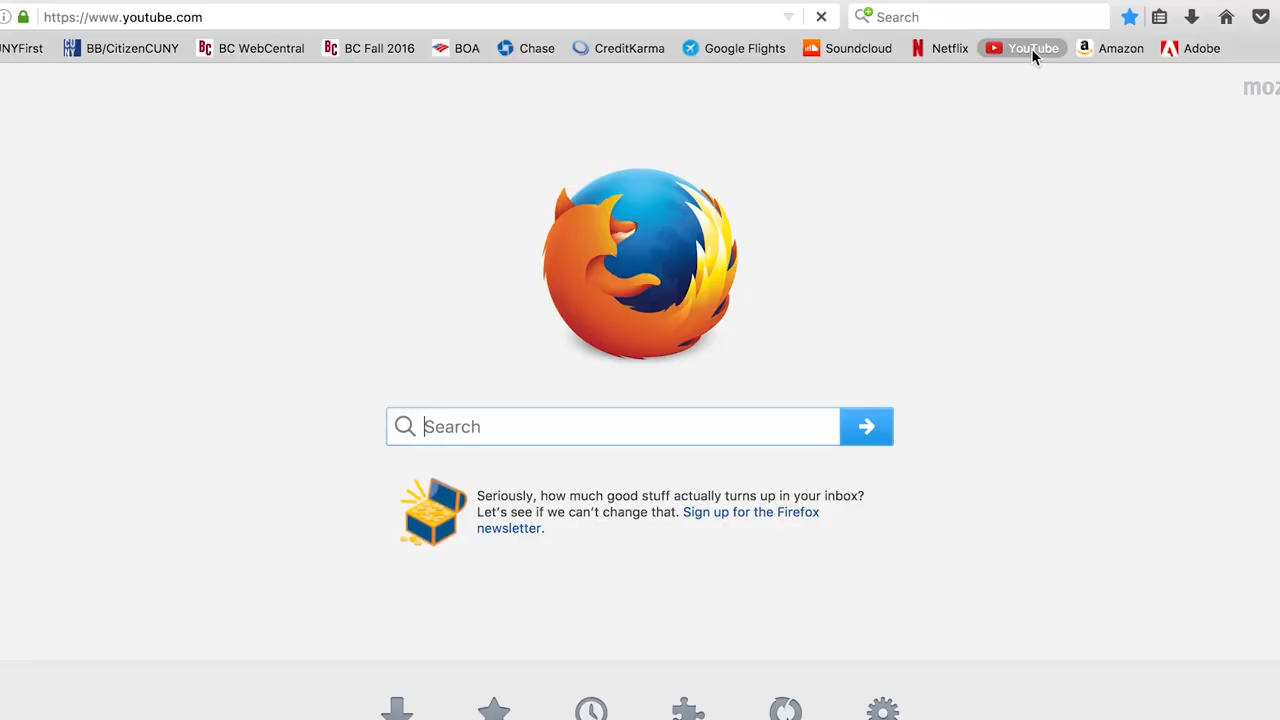 https://www.youtube.com
Search
NYFirst BB/CitizenCUNY BC WebCentral BC Fall 2016 BOA Chase CreditKarma Google Flights Soundcloud Netflix YouTube Amazon Adobe
moz
Search
Seriously, how much good stuff actually turns up in your inbox?
Let's see if we can't change that. Sign up for the Firefox
newsletter.